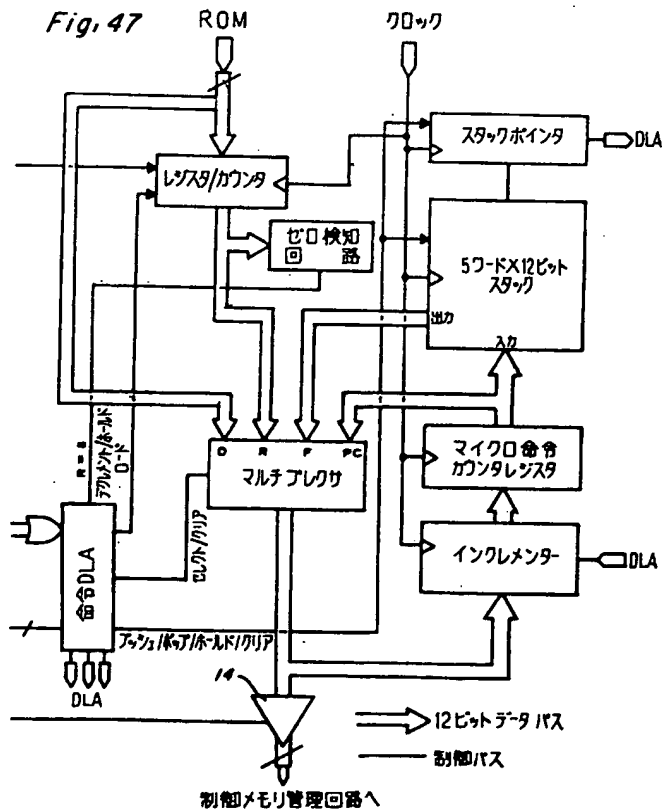 Fig. 47
ROM
クロック
スタックポインタ
DLA
レジスタ/カウンタ
ゼロ検知
回 路
5ワード×12ビット
スタック
出力
入力
R=0
デクレメント/ホールド
ロード
D R F PC
マルチプレクサ
マイクロ命令
カウンタレジスタ
セレクト/クリア
命令DLA
インクレメンター
DLA
プッシュ/ポップ/ホールド/クリア
DLA
14
12ビットデータバス
制御バス
制御メモリ管理回路へ